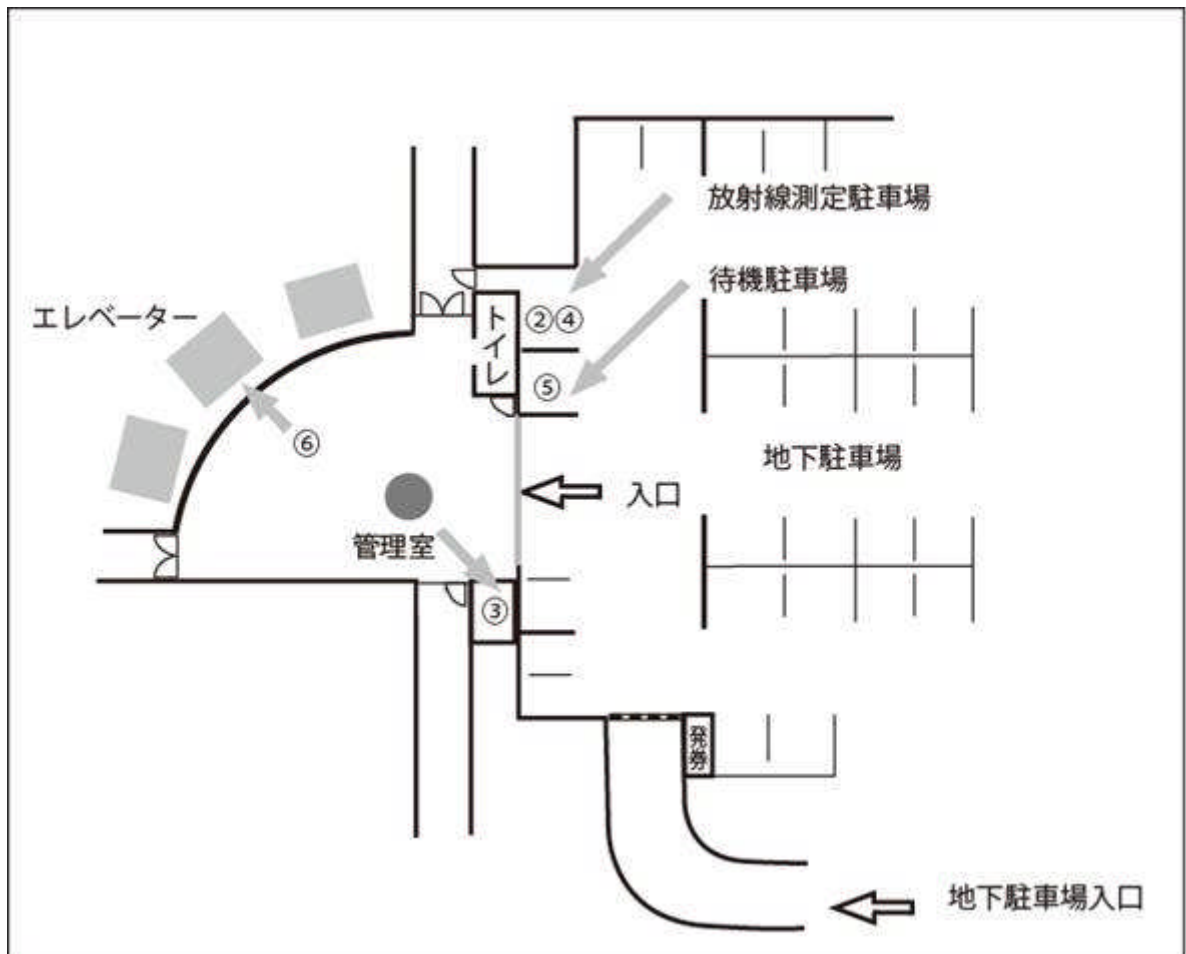 放射線測定駐車場
待機駐車場
エレベーター
トイレ
②④
⑤
⑥
地下駐車場
入口
管理室
③
発券
地下駐車場入口